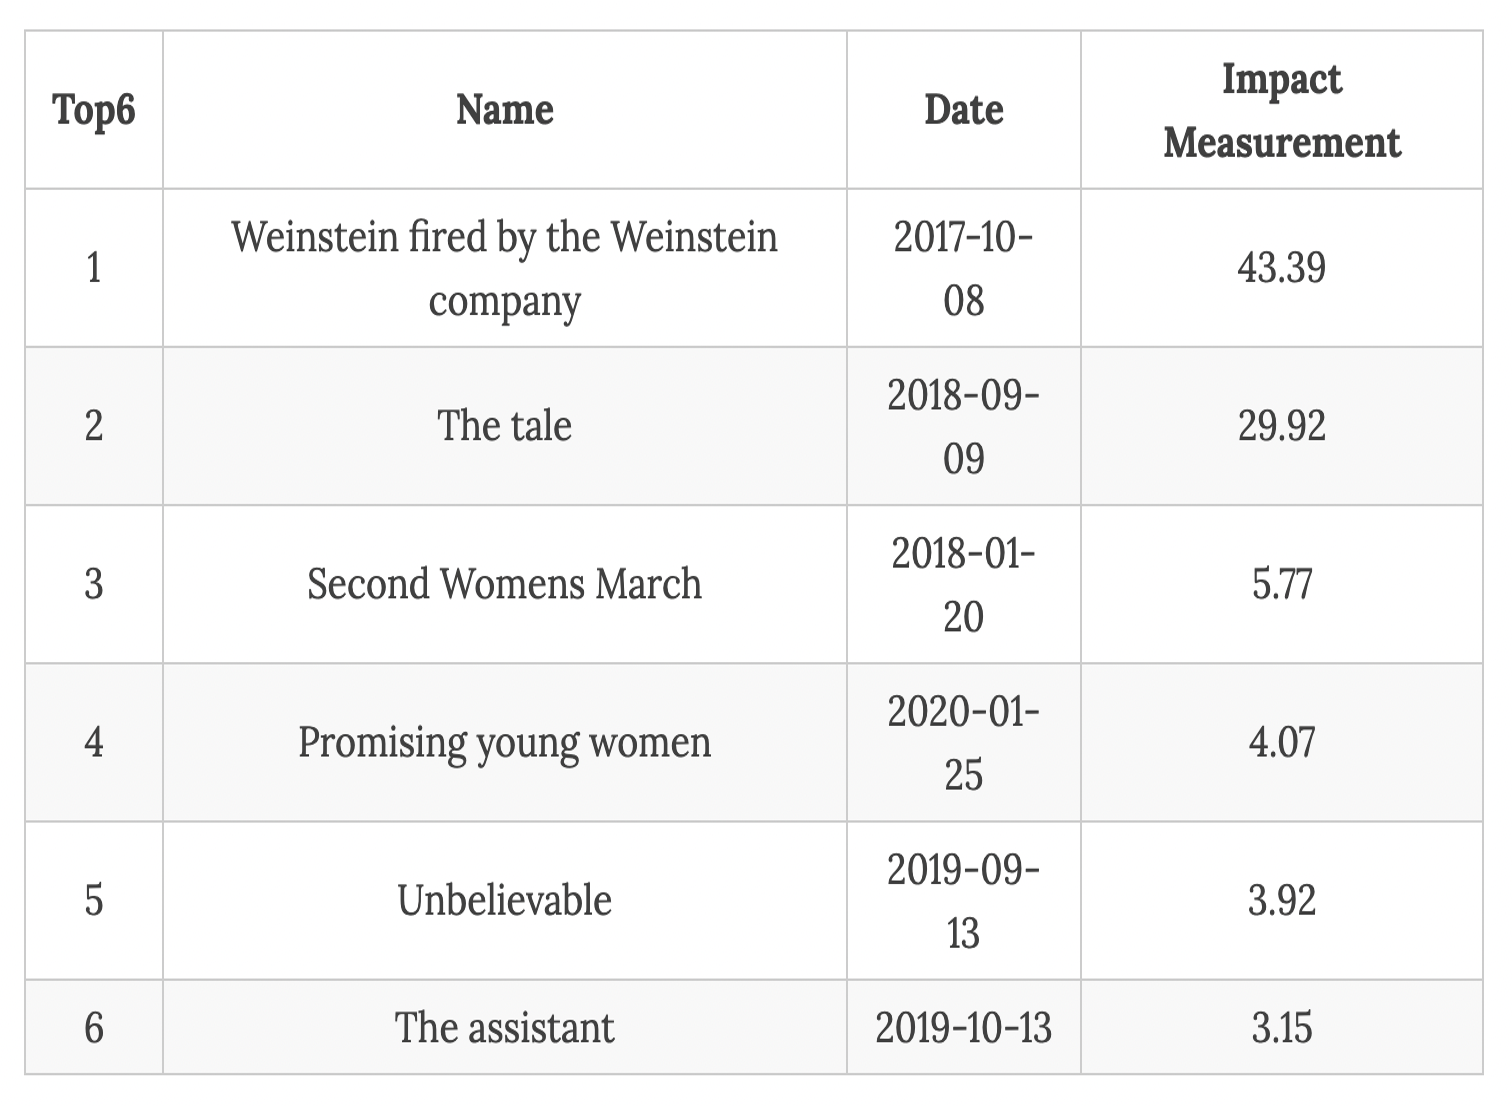 Top6 Name Date Impact
Measurement
1 Weinstein fired by the Weinstein
company 2017-10-
08 43.39
2 The tale 2018-09-
09 29.92
3 Second Womens March 2018-01-
20 5.77
4 Promising young women 2020-01-
25 4.07
5 Unbelievable 2019-09-
13 3.92
6 The assistant 2019-10-13 3.15